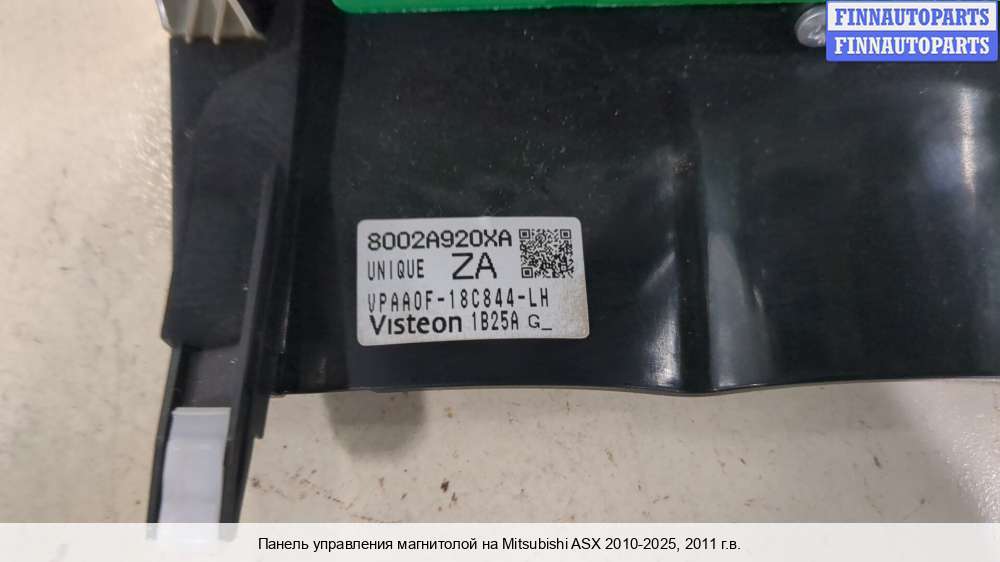 FINNAUTOPARTS
FINNAUTOPARTS
8002A920XA
UNIQUE ZA
VPAA0F-18C844-LH
Visteon 1B25A G_
Панель управления магнитолой на Mitsubishi ASX 2010-2025, 2011 г.в.